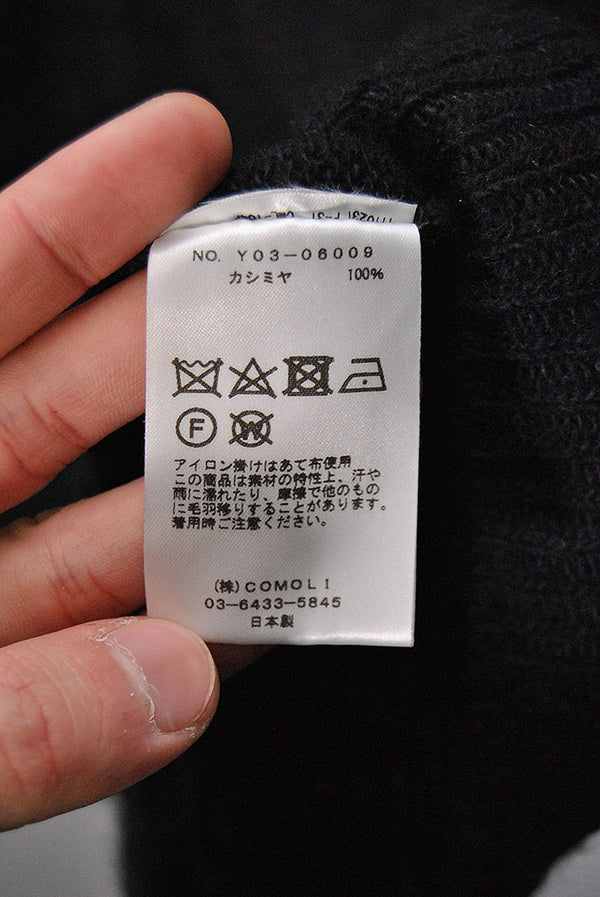 NO. Y03-06009
カシミヤ 100%
F W
アイロン掛けはあて布使用
この商品は素材の特性上、汗や
雨に濡れたり、摩擦で他のもの
に毛羽移りすることがあります。
着用時ご注意ください。
(株)COMOLI
03-6433-5845
日本製